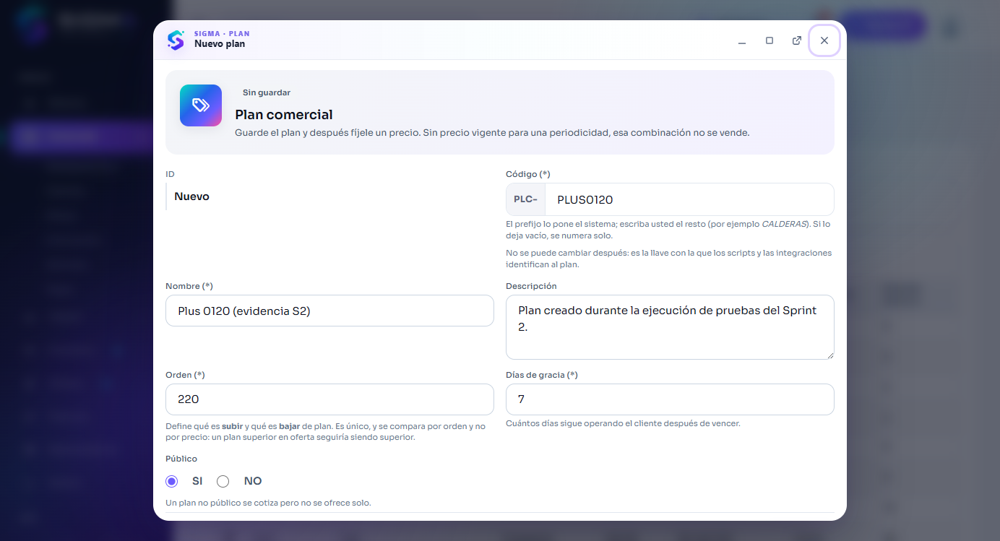 SIGMA · PLAN
Nuevo plan
Sin guardar
Plan comercial
Guarde el plan y después fíjele un precio. Sin precio vigente para una periodicidad, esa combinación no se vende.
ID
Nuevo
Código (*)
PLC- PLUS0120
El prefijo lo pone el sistema; escriba usted el resto (por ejemplo CALDERAS). Si lo
deja vacío, se numera solo.
No se puede cambiar después: es la llave con la que los scripts y las integraciones
identifican al plan.
Nombre (*)
Plus 0120 (evidencia S2)
Descripción
Plan creado durante la ejecución de pruebas del Sprint
2.
Orden (*)
220
Define qué es subir y qué es bajar de plan. Es único, y se compara por orden y no
por precio: un plan superior en oferta seguiría siendo superior.
Días de gracia (*)
7
Cuántos días sigue operando el cliente después de vencer.
Público
SI NO
Un plan no público se cotiza pero no se ofrece solo.